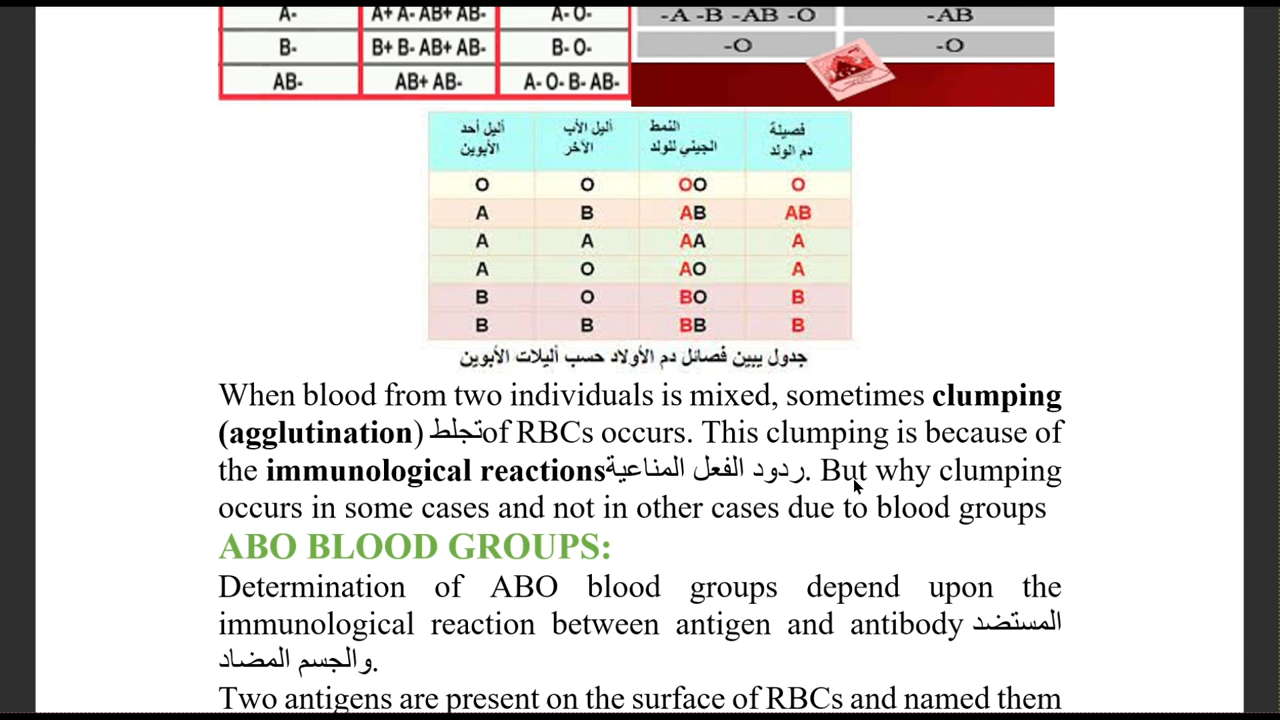 A- A+ A- AB+ AB- A- O- -A -B -AB -O -AB
B- B+ B- AB+ AB- B- O- -O -O
AB- AB+ AB- A- O- B- AB-
أليل أحد الأبوين أليل الأب الآخر النمط الجيني للولد فصيلة دم الولد
O O OO O
A B AB AB
A A AA A
A O AO A
B O BO B
B B BB B
جدول يبين فصائل دم الأولاد حسب أليلات الأبوين
When blood from two individuals is mixed, sometimes clumping
(agglutination) تجلط of RBCs occurs. This clumping is because of
the immunological reactions ردود الفعل المناعية. But why clumping
occurs in some cases and not in other cases due to blood groups
ABO BLOOD GROUPS:
Determination of ABO blood groups depend upon the
immunological reaction between antigen and antibody المستضد
والجسم المضاد.
Two antigens are present on the surface of RBCs and named them